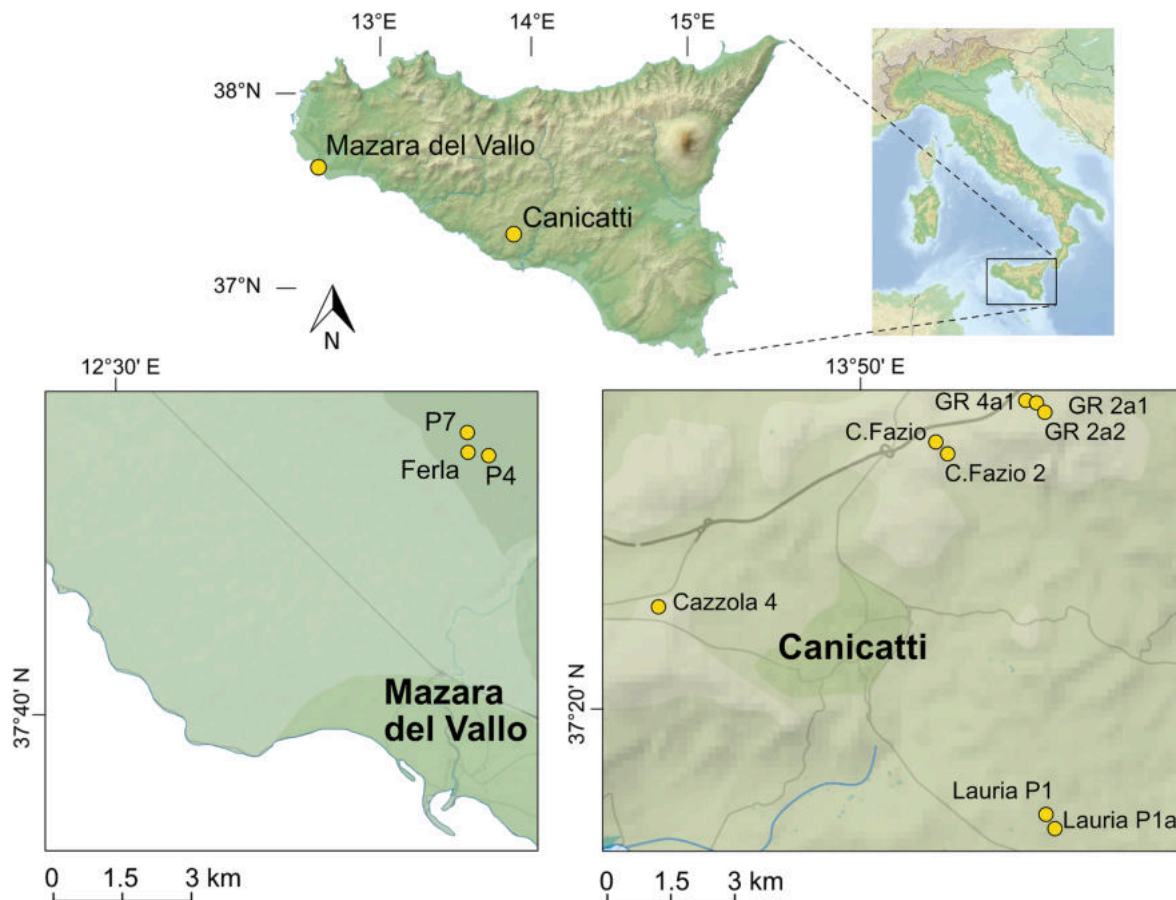 13°E
14°E
15°E
38°N
Mazara del Vallo
Canicatti
37°N
N
12°30' E
P7
Ferla
P4
37°40' N
Mazara
del Vallo
0 1.5 3 km
13°50' E
GR 4a1
GR 2a1
GR 2a2
C.Fazio
C.Fazio 2
Cazzola 4
Canicatti
37°20' N
Lauria P1
Lauria P1a
0 1.5 3 km